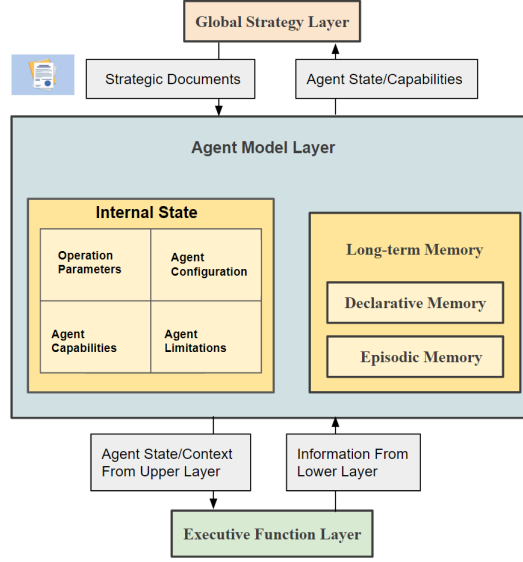 Global Strategy Layer
Strategic Documents
Agent State/Capabilities
Agent Model Layer
Internal State
Operation
Parameters
Agent
Configuration
Agent
Capabilities
Agent
Limitations
Long-term Memory
Declarative Memory
Episodic Memory
Agent State/Context
From Upper Layer
Information From
Lower Layer
Executive Function Layer